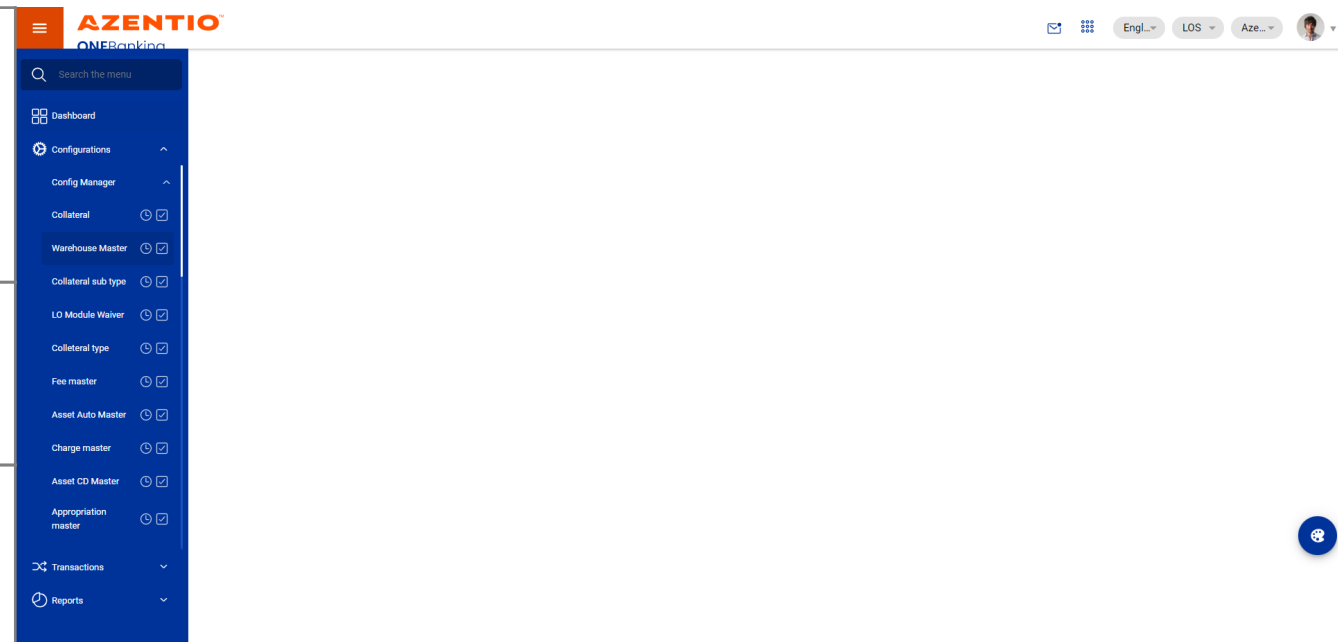 AZENTIO™
ONEBanking
Engl...
LOS
Aze...
Search the menu
Dashboard
Configurations
Config Manager
Collateral
Warehouse Master
Collateral sub type
LO Module Waiver
Colleteral type
Fee master
Asset Auto Master
Charge master
Asset CD Master
Appropriation
master
Transactions
Reports